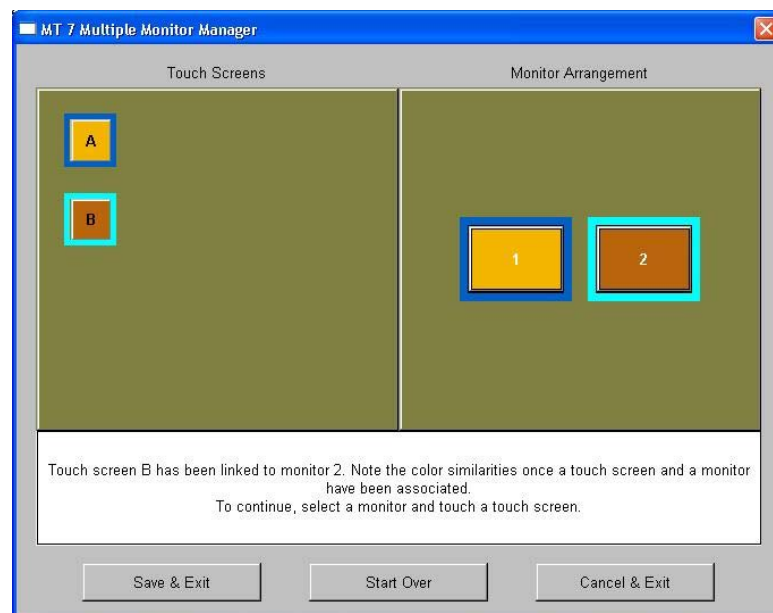 MT 7 Multiple Monitor Manager
Touch Screens
Monitor Arrangement
A
B
1
2
Touch screen B has been linked to monitor 2. Note the color similarities once a touch screen and a monitor
have been associated.
To continue, select a monitor and touch a touch screen.
Save & Exit
Start Over
Cancel & Exit